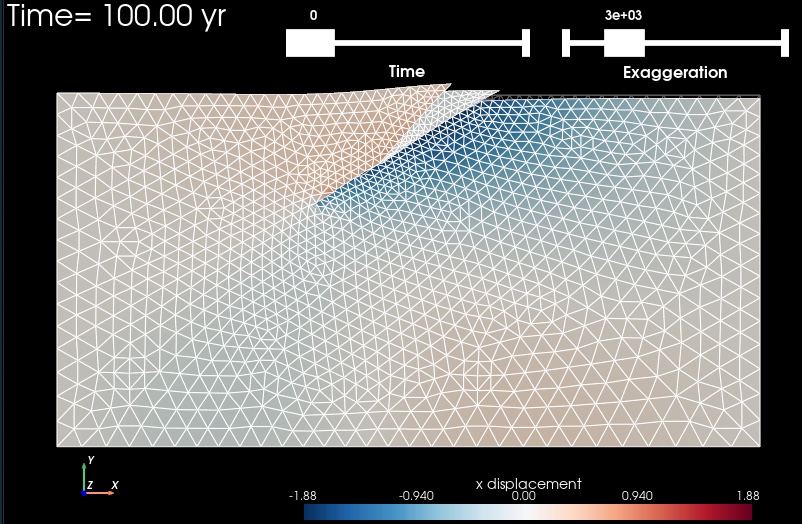 Time= 100.00 yr
0
3e+03
Time
Exaggeration
Y
Z X
x displacement
-1.88 -0.940 0.00 0.940 1.88